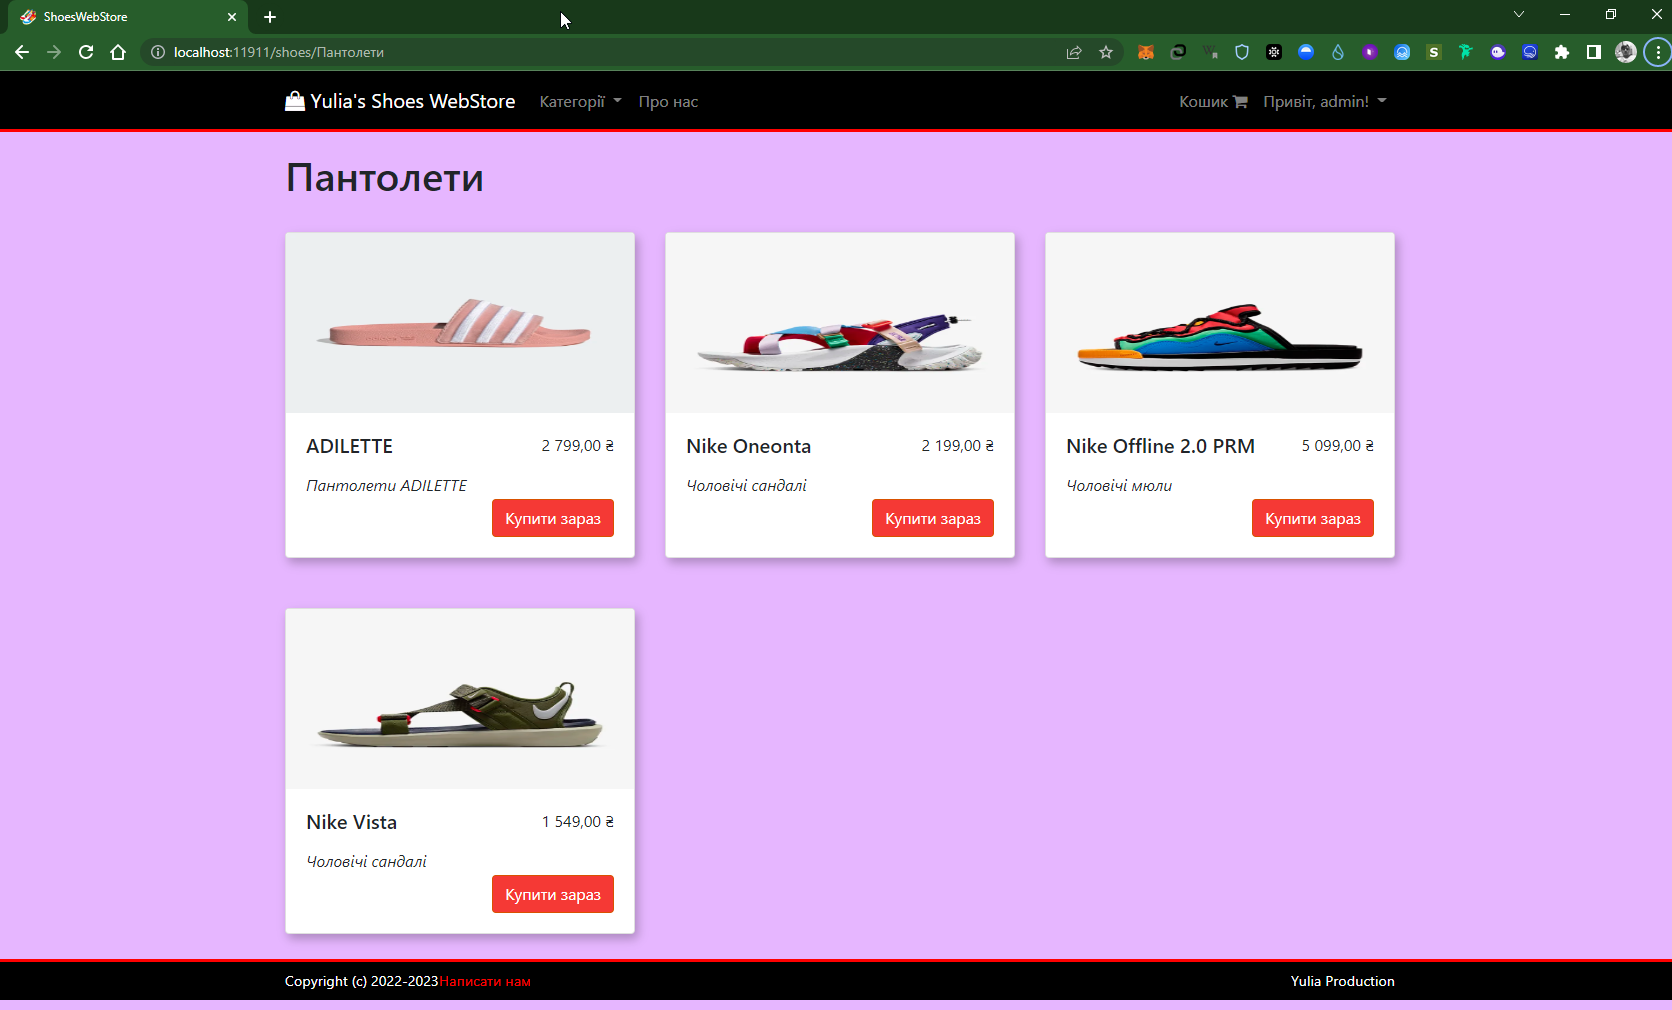 ShoesWebStore
localhost:11911/shoes/Пантолети
Yulia's Shoes WebStore Категорії Про нас Кошик Привіт, admin!
Пантолети
ADILETTE 2 799,00 ₴
Пантолети ADILETTE
Купити зараз
Nike Oneonta 2 199,00 ₴
Чоловічі сандалі
Купити зараз
Nike Offline 2.0 PRM 5 099,00 ₴
Чоловічі мюли
Купити зараз
Nike Vista 1 549,00 ₴
Чоловічі сандалі
Купити зараз
Copyright (c) 2022-2023Написати нам Yulia Production